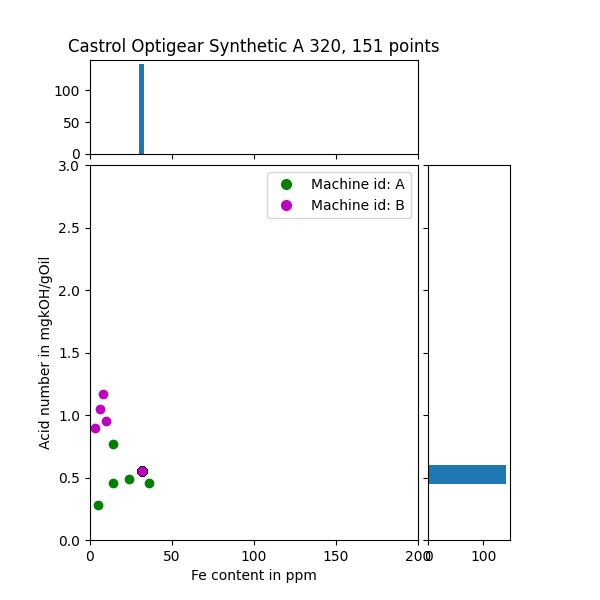 Castrol Optigear Synthetic A 320, 151 points
100
50
0
3.0
2.5
2.0
1.5
1.0
0.5
0.0
Acid number in mgkOH/gOil
Machine id: A
Machine id: B
0 50 100 150 200
0 100
Fe content in ppm